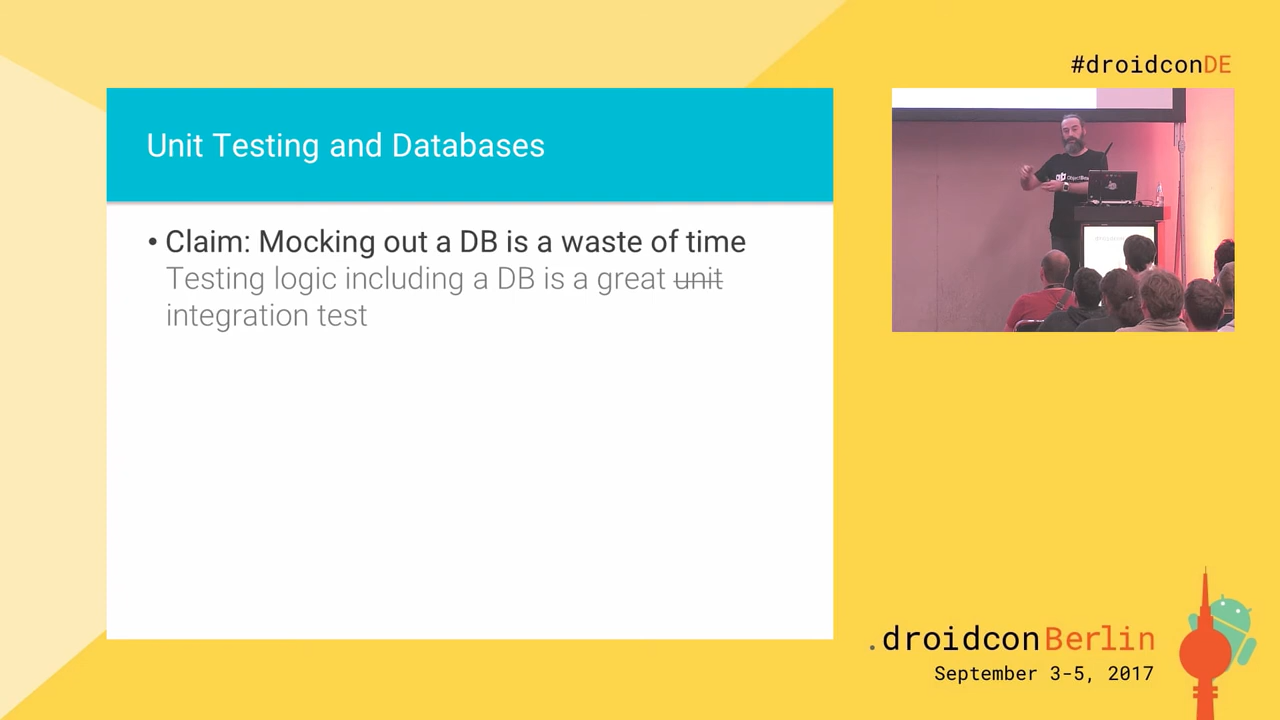 #droidconDE
Unit Testing and Databases
• Claim: Mocking out a DB is a waste of time
Testing logic including a DB is a great unit
integration test
ObjectBox
.droidconBerlin
September 3-5, 2017